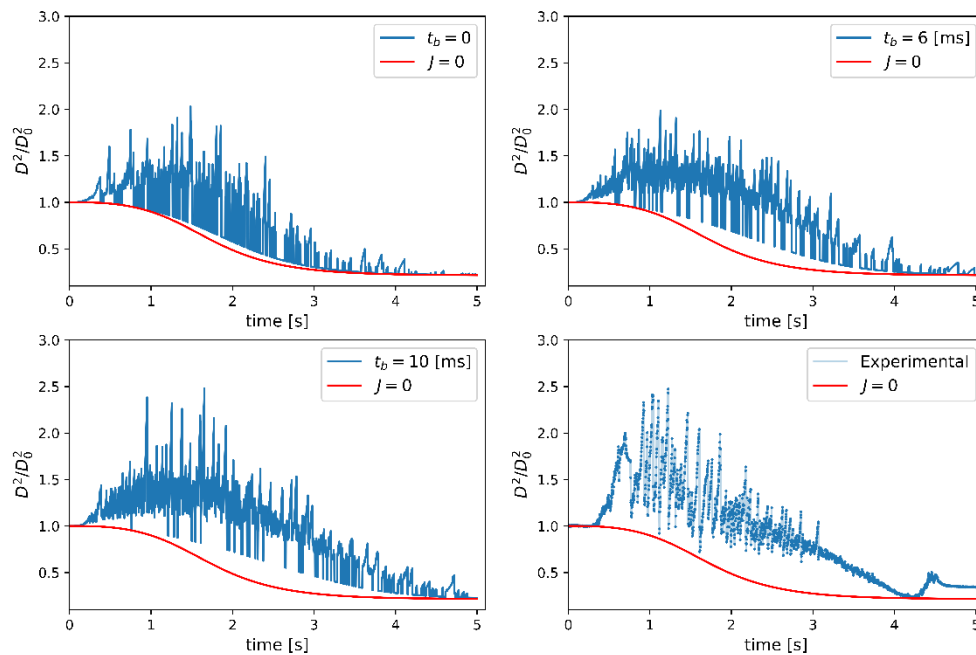 3.0
2.5
2.0
1.5
1.0
0.5
D²/D₀²
0 1 2 3 4 5
time [s]
t_b = 0
J = 0
3.0
2.5
2.0
1.5
1.0
0.5
D²/D₀²
0 1 2 3 4 5
time [s]
t_b = 6 [ms]
J = 0
3.0
2.5
2.0
1.5
1.0
0.5
D²/D₀²
0 1 2 3 4 5
time [s]
t_b = 10 [ms]
J = 0
3.0
2.5
2.0
1.5
1.0
0.5
D²/D₀²
0 1 2 3 4 5
time [s]
Experimental
J = 0